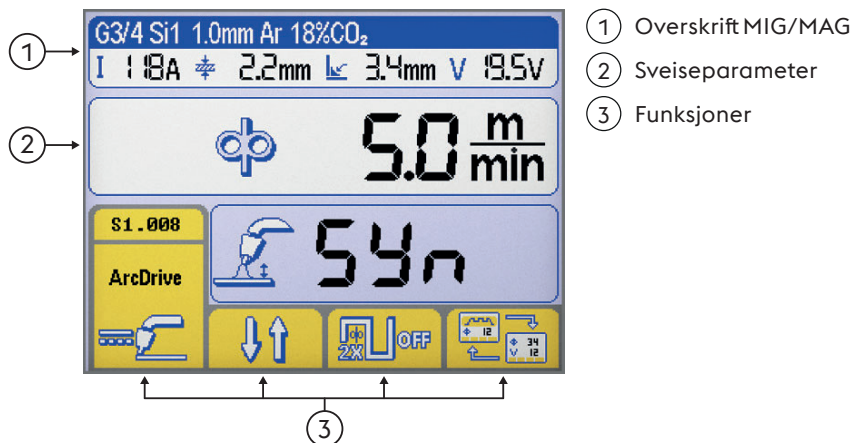 G3/4 Si1 1.0mm Ar 18%CO₂
I 118A 2.2mm 3.4mm V 19.5V
5.0 m/min
S1.008
ArcDrive
Syn
2X OFF
12
34
V 12
1
2
3
1 Overskrift MIG/MAG
2 Sveiseparameter
3 Funksjoner